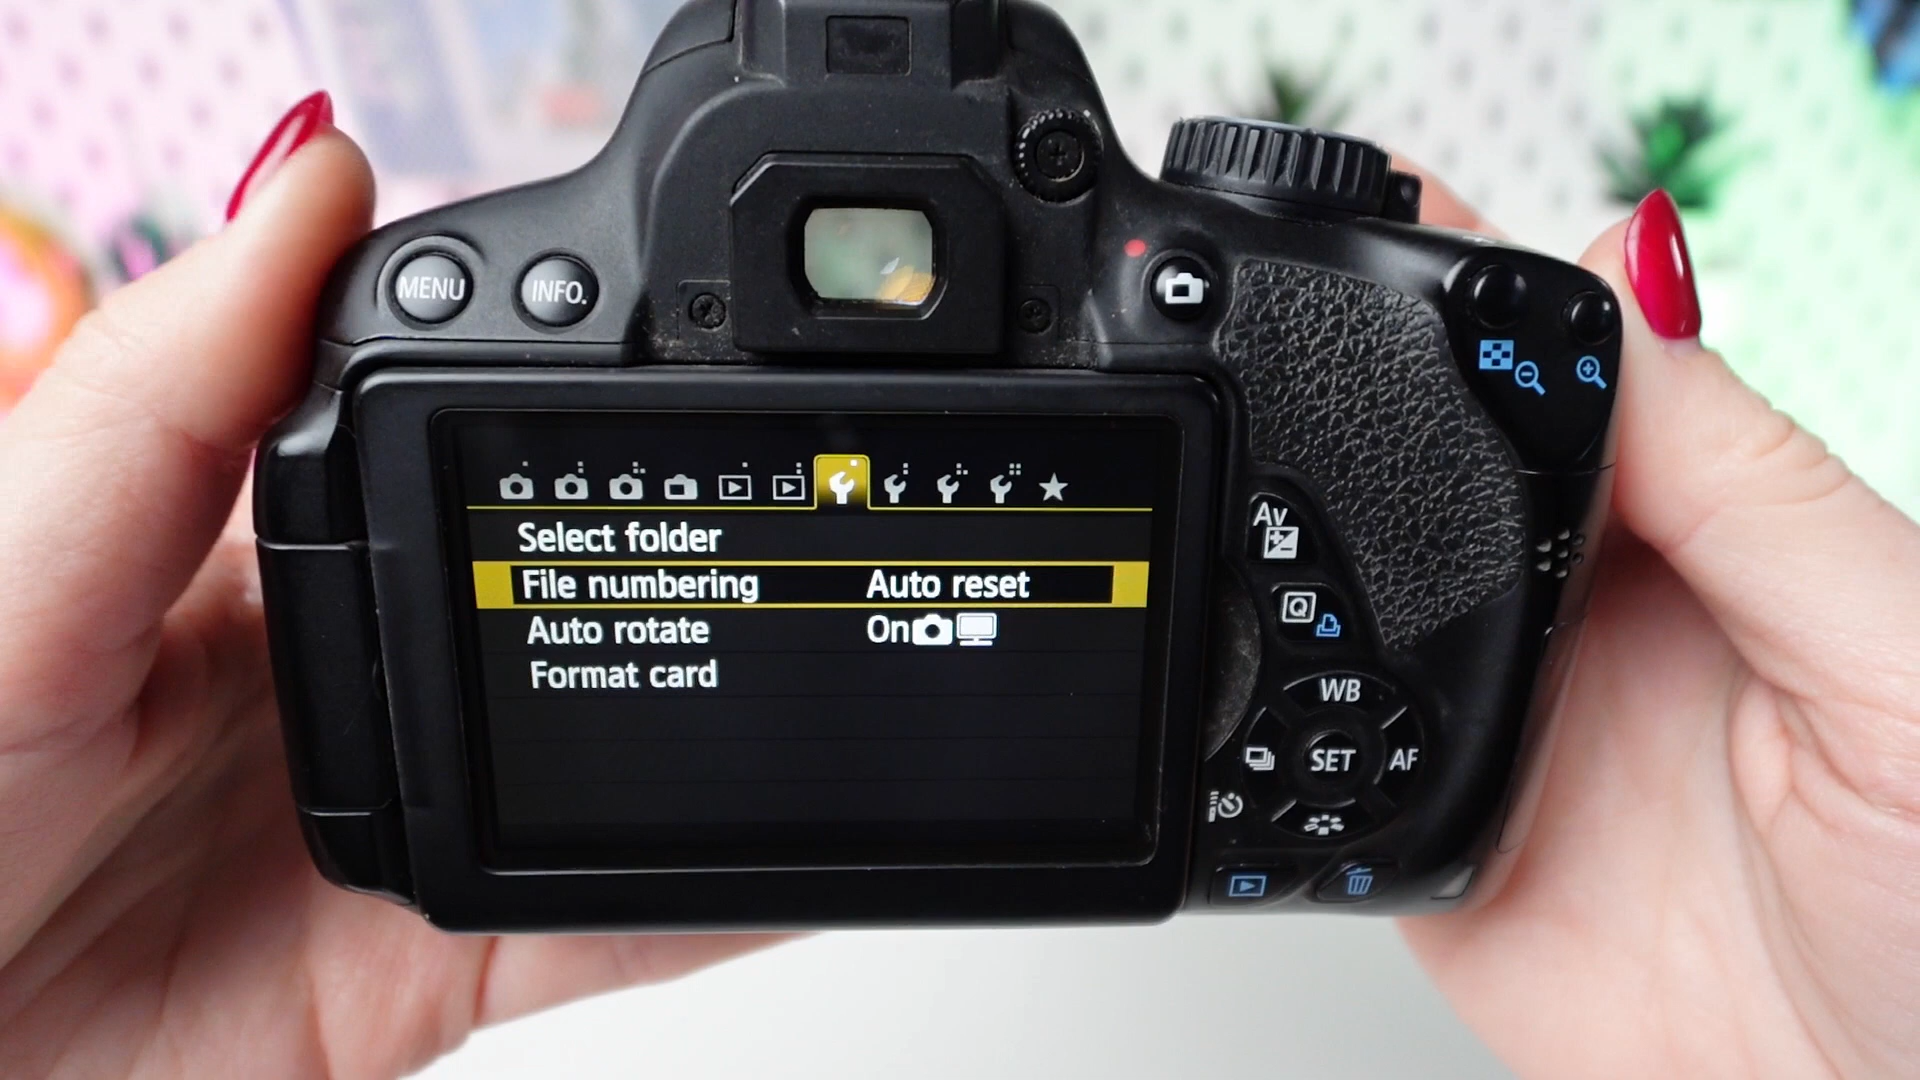 MENU
INFO.
Select folder
File numbering Auto reset
Auto rotate On
Format card
Av
Q
WB
SET
AF